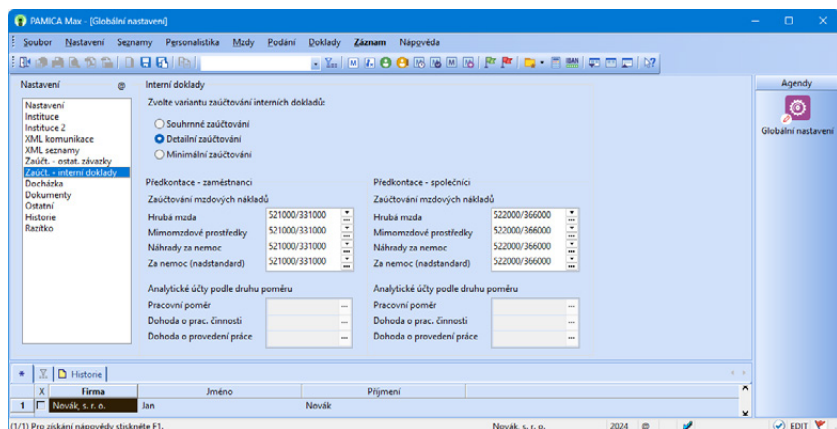 PAMICA Max - [Globální nastavení]
Soubor Nastavení Seznamy Personalistika Mzdy Podání Doklady Záznam Nápověda
Nastavení @ Interní doklady Agendy
Nastavení
Instituce
Instituce 2
XML komunikace
XML seznamy
Zaúčt. - ostat. závazky
Zaúčt. - interní doklady
Docházka
Dokumenty
Ostatní
Historie
Razítko
Zvolte variantu zaúčtování interních dokladů:
Souhrnné zaúčtování
Detailní zaúčtování
Minimální zaúčtování
Globální nastavení
Předkontace - zaměstnanci Předkontace - společníci
Zaúčtování mzdových nákladů Zaúčtování mzdových nákladů
Hrubá mzda 521000/331000 Hrubá mzda 522000/366000
Mimomzdové prostředky 521000/331000 Mimomzdové prostředky 522000/366000
Náhrady za nemoc 521000/331000 Náhrady za nemoc 522000/366000
Za nemoc (nadstandard) 521000/331000 Za nemoc (nadstandard) 522000/366000
Analytické účty podle druhu poměru Analytické účty podle druhu poměru
Pracovní poměr ... Pracovní poměr ...
Dohoda o prac. činnosti ... Dohoda o prac. činnosti ...
Dohoda o provedení práce ... Dohoda o provedení práce ...
* Historie
X Firma Jméno Příjmení
1 Novák, s. r. o. Jan Novák
(1/1) Pro získání nápovědy stiskněte F1. Novák, s. r. o. 2024 @ EDIT